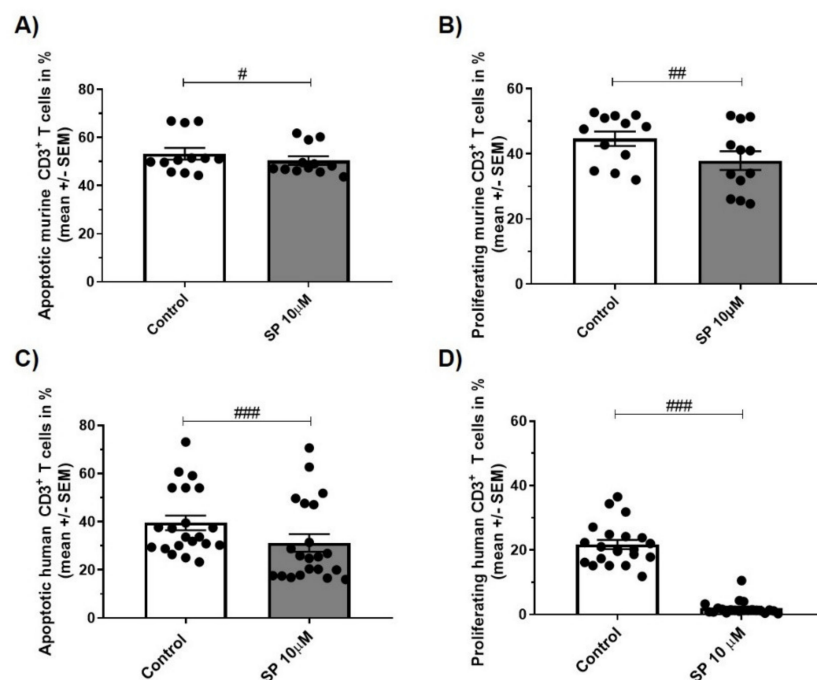 A)
#
Apoptotic murine CD3⁺ T cells in %
(mean +/- SEM)
80
60
40
20
0
Control
SP 10μM
B)
##
Proliferating murine CD3⁺ T cells in %
(mean +/- SEM)
60
40
20
0
Control
SP 10μM
C)
###
Apoptotic human CD3⁺ T cells in %
(mean +/- SEM)
80
60
40
20
0
Control
SP 10μM
D)
###
Proliferating human CD3⁺ T cells in %
(mean +/- SEM)
60
40
20
0
Control
SP 10 μM